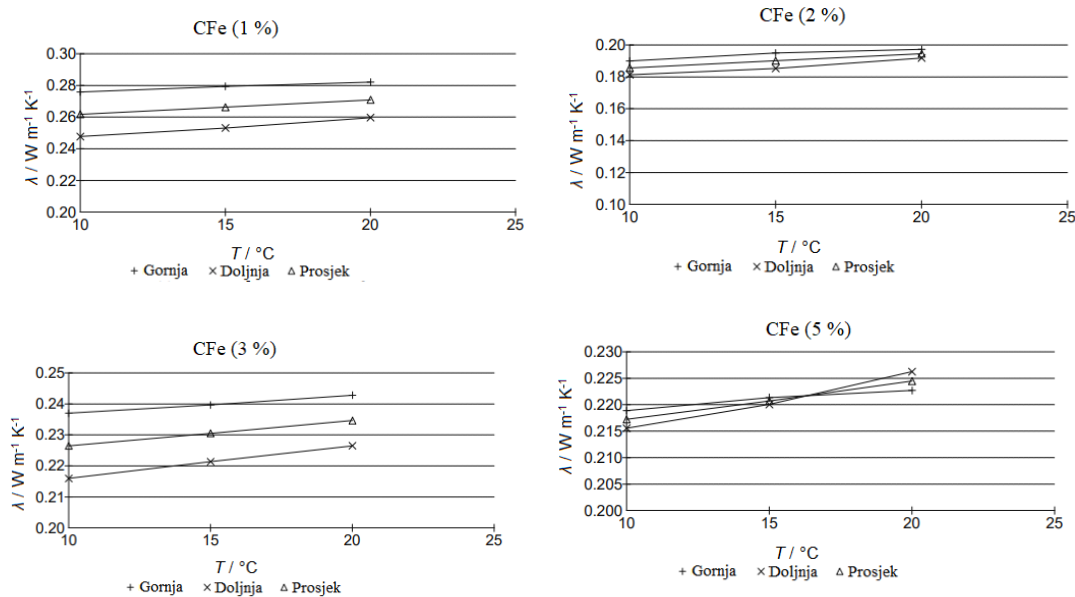 CFe (1 %)
0.30
0.28
0.26
0.24
0.22
0.20
λ / W m⁻¹ K⁻¹
10 15 20 25
T / °C
+ Gornja × Doljnja △ Prosjek
CFe (2 %)
0.20
0.18
0.16
0.14
0.12
0.10
λ / W m⁻¹ K⁻¹
10 15 20 25
T / °C
+ Gornja × Doljnja △ Prosjek
CFe (3 %)
0.25
0.24
0.23
0.22
0.21
0.20
λ / W m⁻¹ K⁻¹
10 15 20 25
T / °C
+ Gornja × Doljnja △ Prosjek
CFe (5 %)
0.230
0.225
0.220
0.215
0.210
0.205
0.200
λ / W m⁻¹ K⁻¹
10 15 20 25
T / °C
+ Gornja × Doljnja △ Prosjek